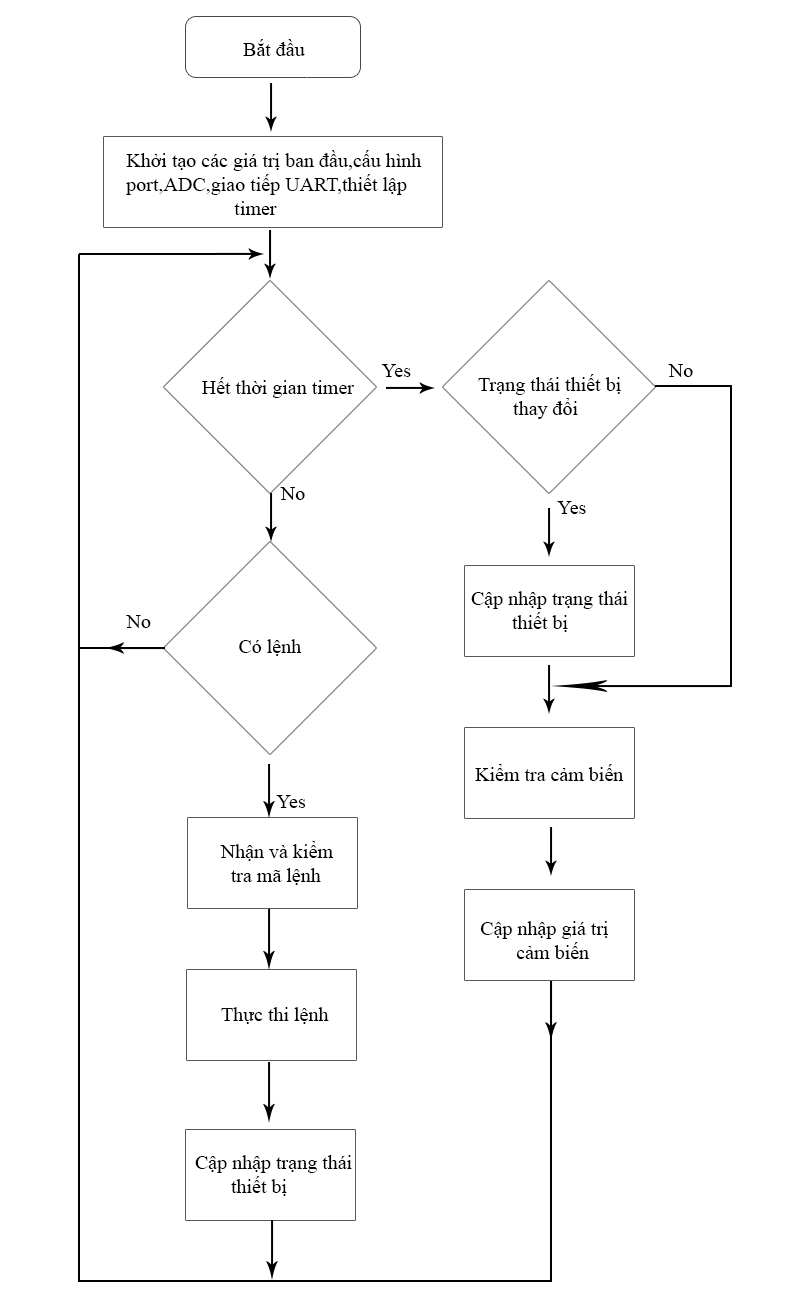 Bắt đầu
Khởi tạo các giá trị ban đầu,cấu hình
port,ADC,giao tiếp UART,thiết lập
timer
Hết thời gian timer
Yes
Trạng thái thiết bị
thay đổi
No
No
Yes
Cập nhập trạng thái
thiết bị
No
Có lệnh
Kiểm tra cảm biến
Yes
Nhận và kiểm
tra mã lệnh
Cập nhập giá trị
cảm biến
Thực thi lệnh
Cập nhập trạng thái
thiết bị